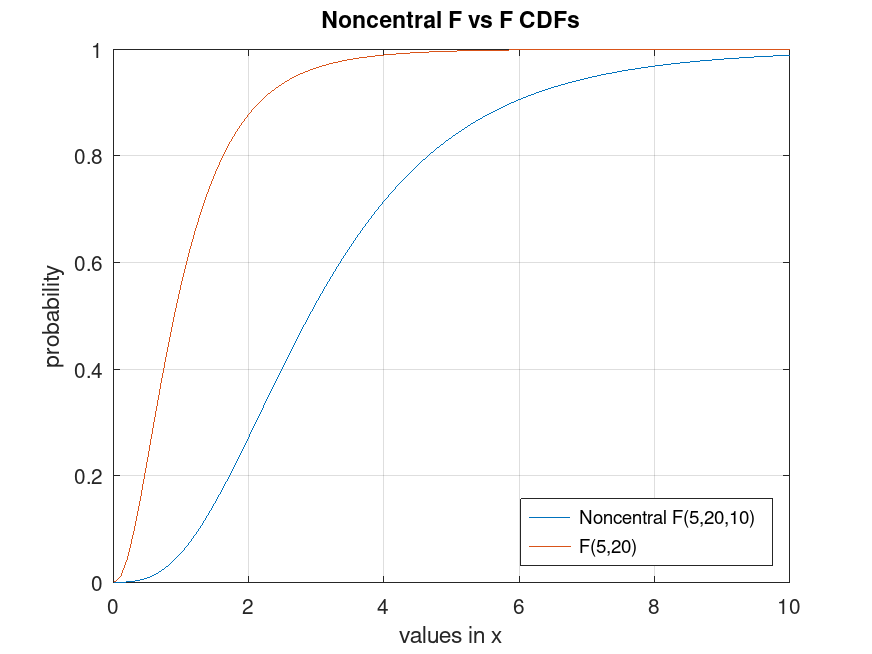 Noncentral F vs F CDFs
1
0.8
0.6
0.4
0.2
0
probability
0 2 4 6 8 10
values in x
Noncentral F(5,20,10)
F(5,20)